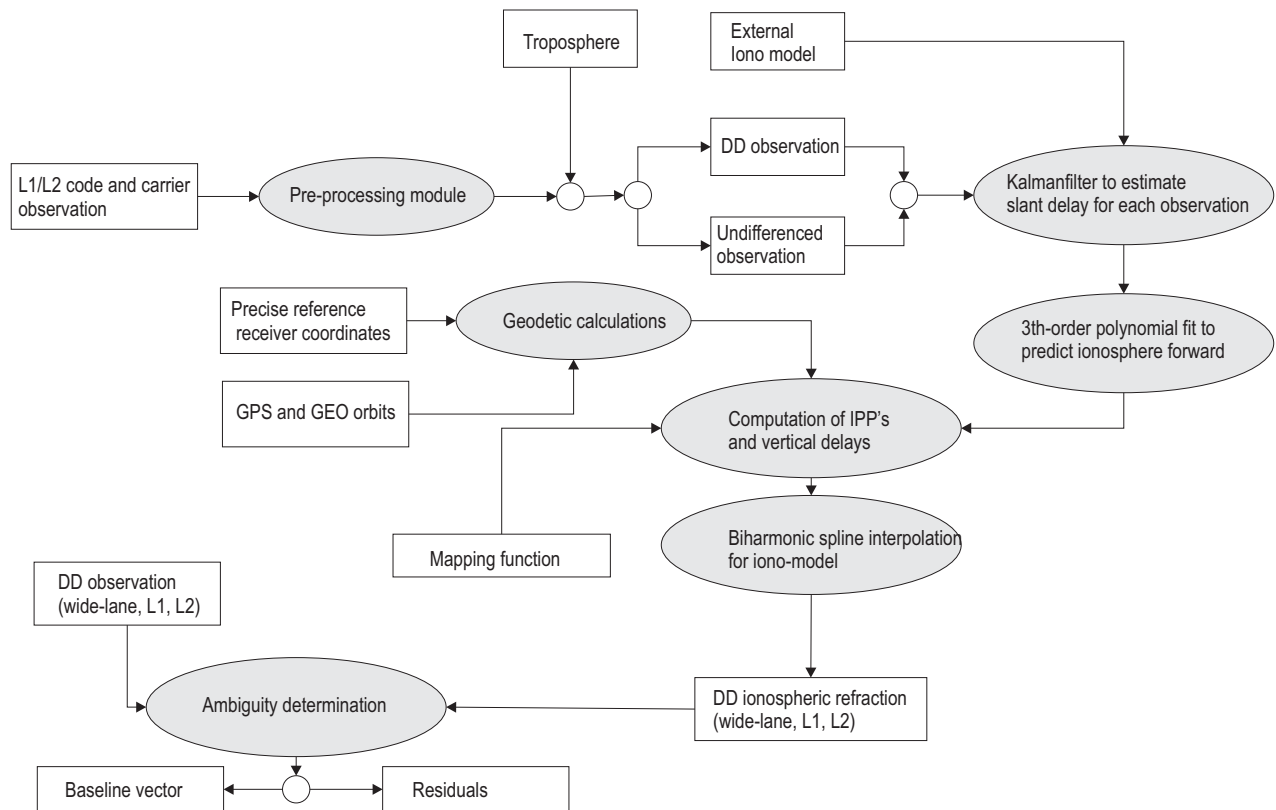 Troposphere
External
Iono model
L1/L2 code and carrier
observation
Pre-processing module
DD observation
Undifferenced
observation
Kalmanfilter to estimate
slant delay for each observation
Precise reference
receiver coordinates
Geodetic calculations
3th-order polynomial fit to
predict ionosphere forward
GPS and GEO orbits
Computation of IPP's
and vertical delays
Mapping function
Biharmonic spline interpolation
for iono-model
DD observation
(wide-lane, L1, L2)
Ambiguity determination
DD ionospheric refraction
(wide-lane, L1, L2)
Baseline vector
Residuals